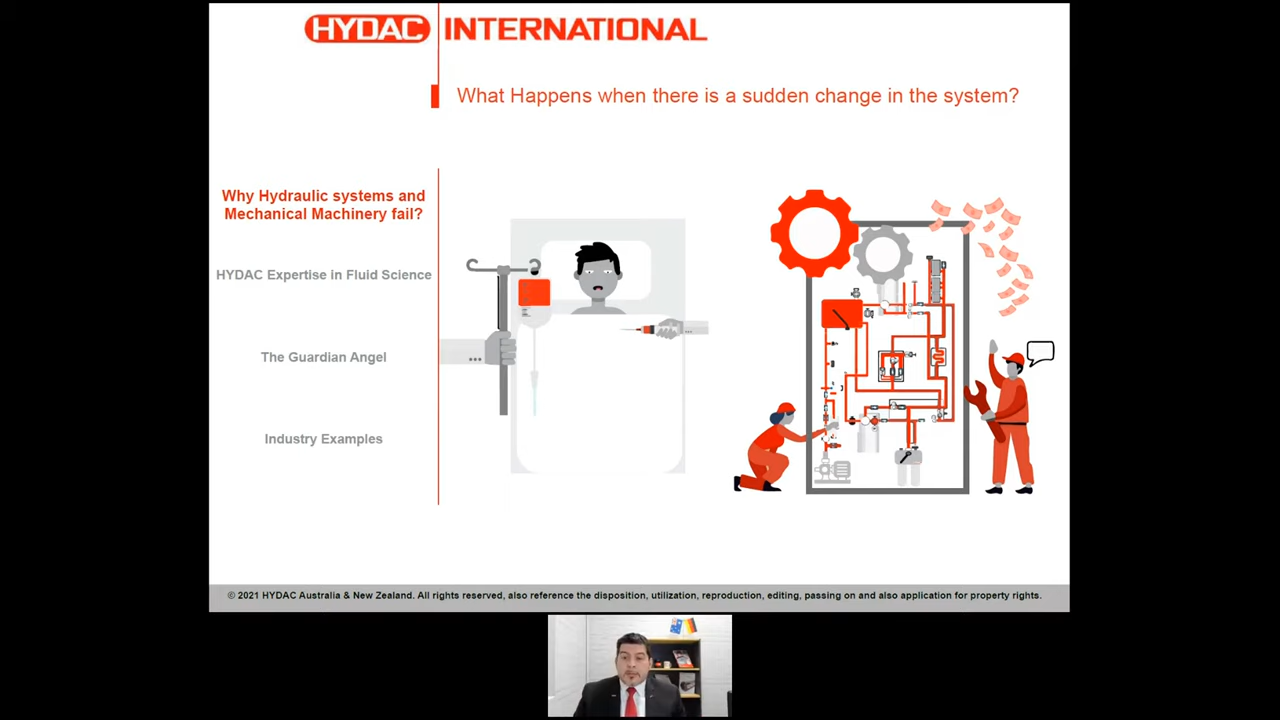 HYDAC INTERNATIONAL
What Happens when there is a sudden change in the system?
Why Hydraulic systems and
Mechanical Machinery fail?
HYDAC Expertise in Fluid Science
The Guardian Angel
Industry Examples
© 2021 HYDAC Australia & New Zealand. All rights reserved, also reference the disposition, utilization, reproduction, editing, passing on and also application for property rights.